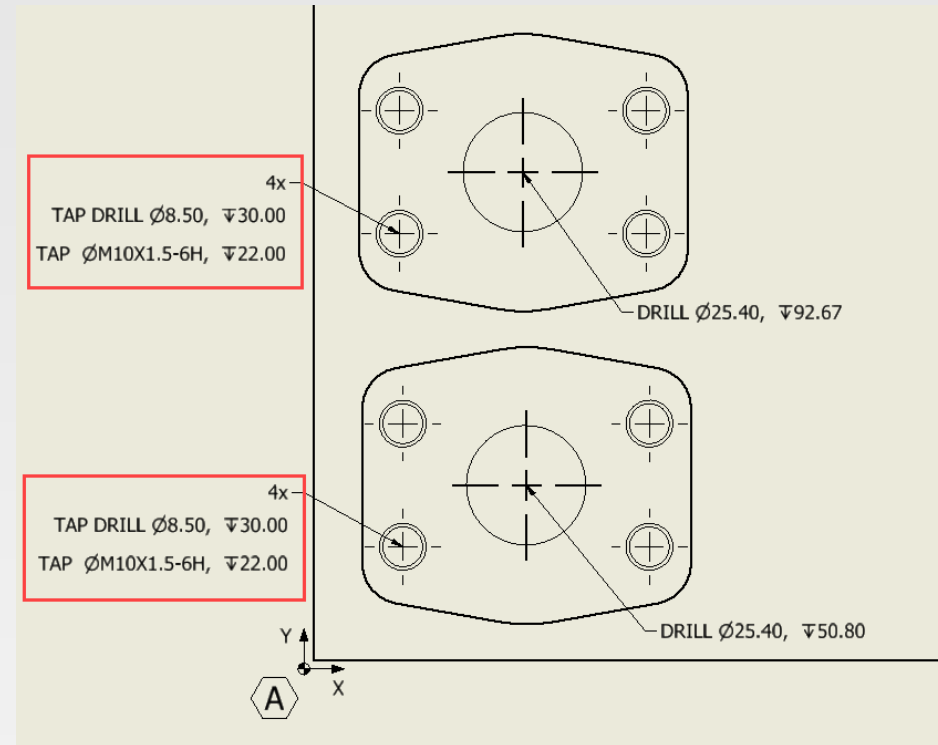 4x
TAP DRILL Ø8.50, ↧30.00
TAP ØM10X1.5-6H, ↧22.00
DRILL Ø25.40, ↧92.67
4x
TAP DRILL Ø8.50, ↧30.00
TAP ØM10X1.5-6H, ↧22.00
DRILL Ø25.40, ↧50.80
Y
X
A